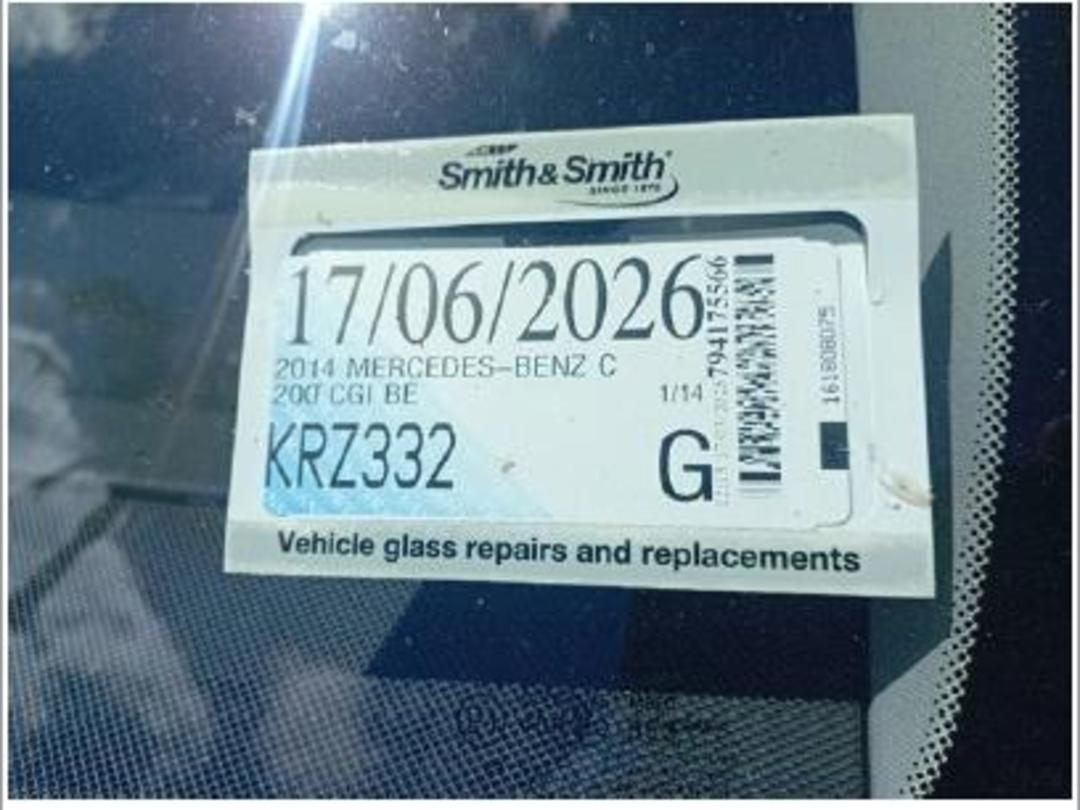 Smith&Smith
SINCE 1870
17/06/2026
2014 MERCEDES-BENZ C
200 CGI BE 1/14
KRZ332 G
794175566
161808075
Vehicle glass repairs and replacements